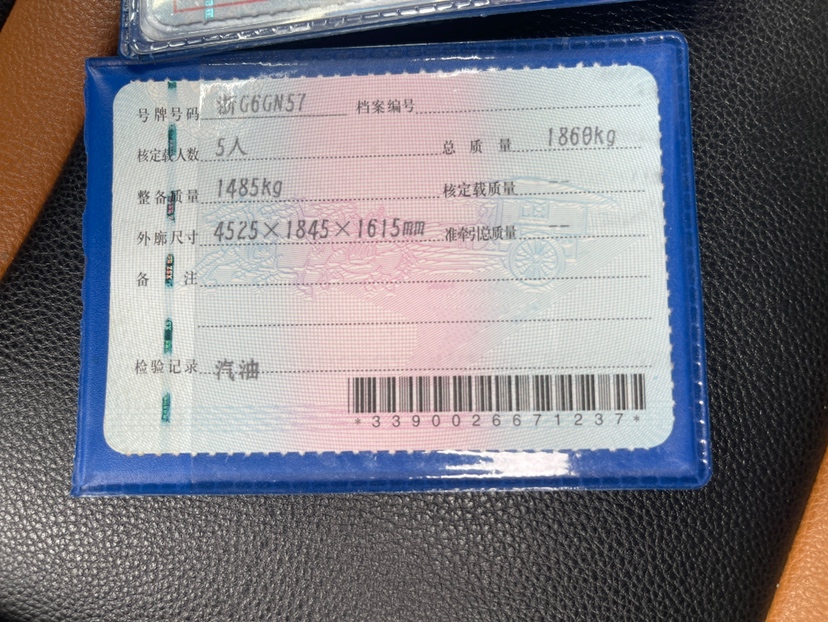 号牌号码 浙G6GN57 档案编号
核定载人数 5人 总质量 1860kg
整备质量 1485kg 核定载质量 --
外廓尺寸 4525×1845×1615mm 准牵引总质量 --
备注
检验记录 汽油
*3390026671237*